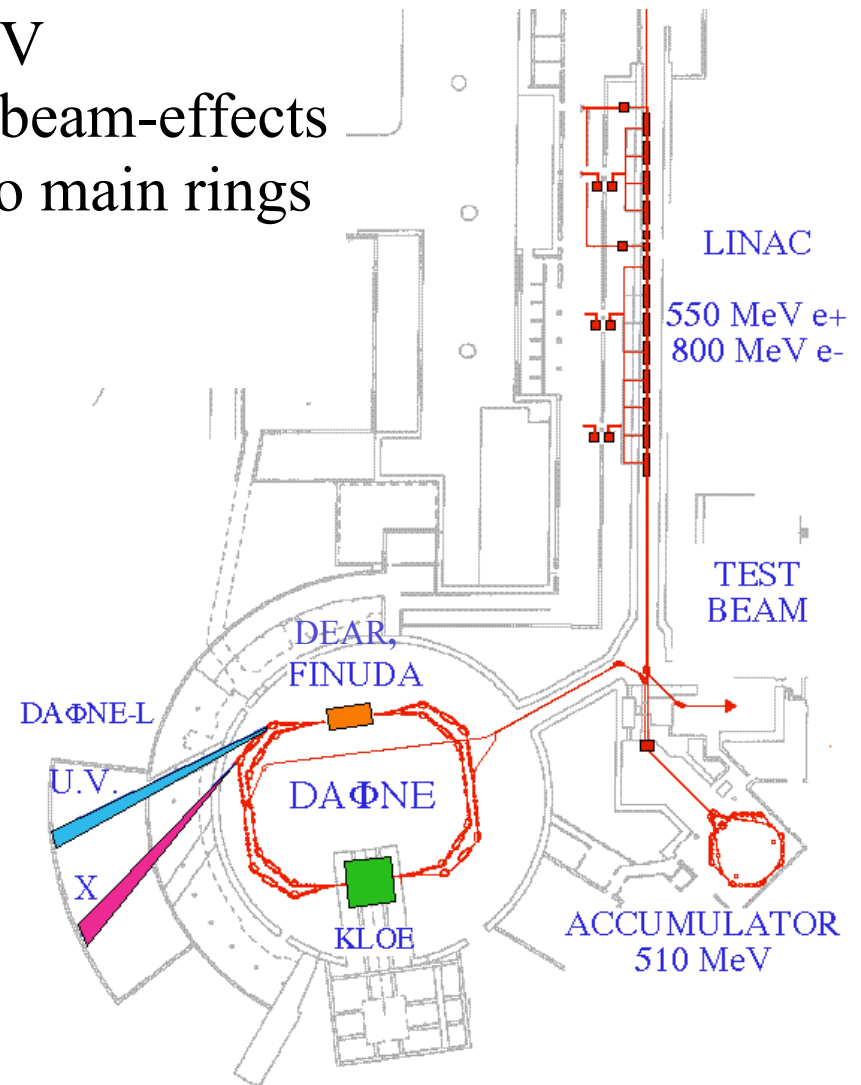 V
beam-effects
o main rings
LINAC
550 MeV e+
800 MeV e-
TEST
BEAM
DEAR,
FINUDA
DAΦNE-L
U.V.
DAΦNE
X
KLOE
ACCUMULATOR
510 MeV